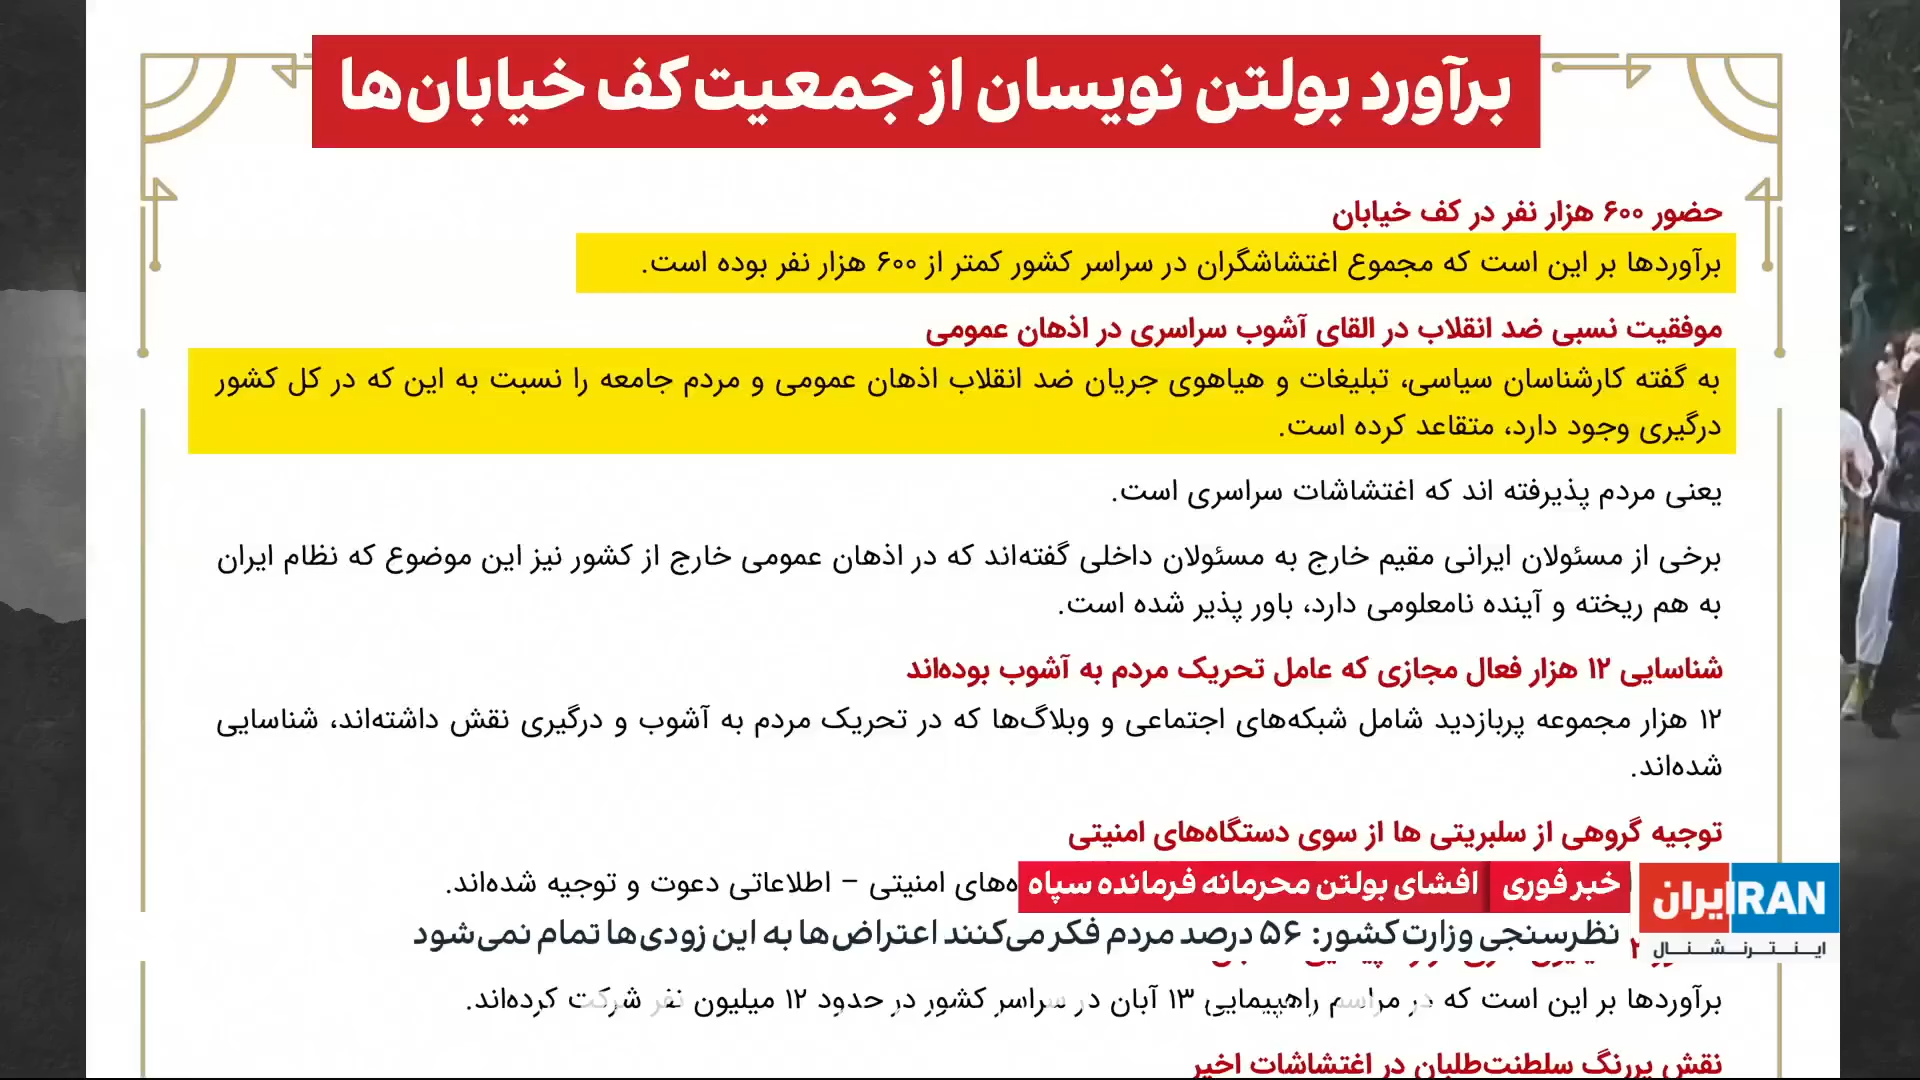 برآورد بولتن نویسان از جمعیت کف خیابان‌ها
حضور ۶۰۰ هزار نفر در کف خیابان
برآوردها بر این است که مجموع اغتشاشگران در سراسر کشور کمتر از ۶۰۰ هزار نفر بوده است.
موفقیت نسبی ضد انقلاب در القای آشوب سراسری در اذهان عمومی
به گفته کارشناسان سیاسی، تبلیغات و هیاهوی جریان ضد انقلاب اذهان عمومی و مردم جامعه را نسبت به این که در کل کشور
درگیری وجود دارد، متقاعد کرده است.
یعنی مردم پذیرفته اند که اغتشاشات سراسری است.
برخی از مسئولان ایرانی مقیم خارج به مسئولان داخلی گفته‌اند که در اذهان عمومی خارج از کشور نیز این موضوع که نظام ایران
به هم ریخته و آینده نامعلومی دارد، باور پذیر شده است.
شناسایی ۱۲ هزار فعال مجازی که عامل تحریک مردم به آشوب بوده‌اند
۱۲ هزار مجموعه پربازدید شامل شبکه‌های اجتماعی و وبلاگ‌ها که در تحریک مردم به آشوب و درگیری نقش داشته‌اند، شناسایی
شده‌اند.
توجیه گروهی از سلبریتی ها از سوی دستگاه‌های امنیتی
ه‌های امنیتی – اطلاعاتی دعوت و توجیه شده‌اند.
خبر فوری افشای بولتن محرمانه فرمانده سپاه
ایران IRAN
نظرسنجی وزارت کشور: ۵۶ درصد مردم فکر می‌کنند اعتراض‌ها به این زودی‌ها تمام نمی‌شود
اینترنشنال
برآوردها بر این است که در مراسم راهپیمایی ۱۳ آبان در سراسر کشور در حدود ۱۲ میلیون نفر شرکت کرده‌اند.
نقش پررنگ سلطنت‌طلبان در اغتشاشات اخیر